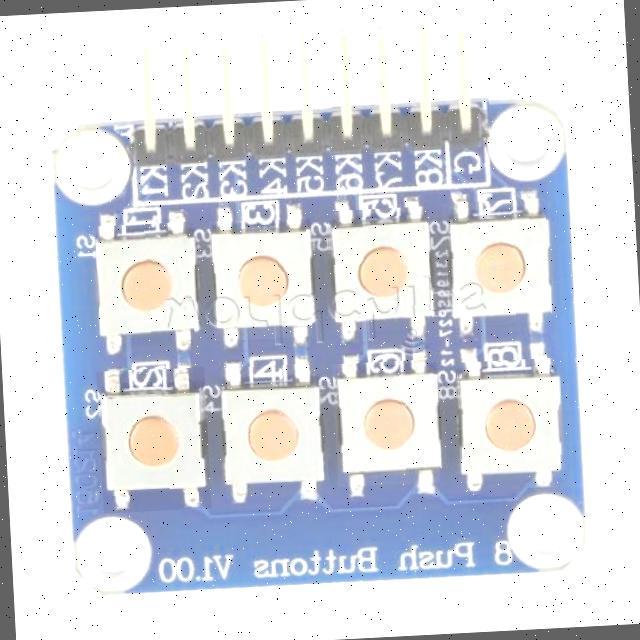 K1 K2 K3 K4 K5 K6 K7 K8 G
1 3 5 7
S1 S3 S5 S7
2 4 6 8
S2 S4 S6 S8
8 Push Buttons V1.00